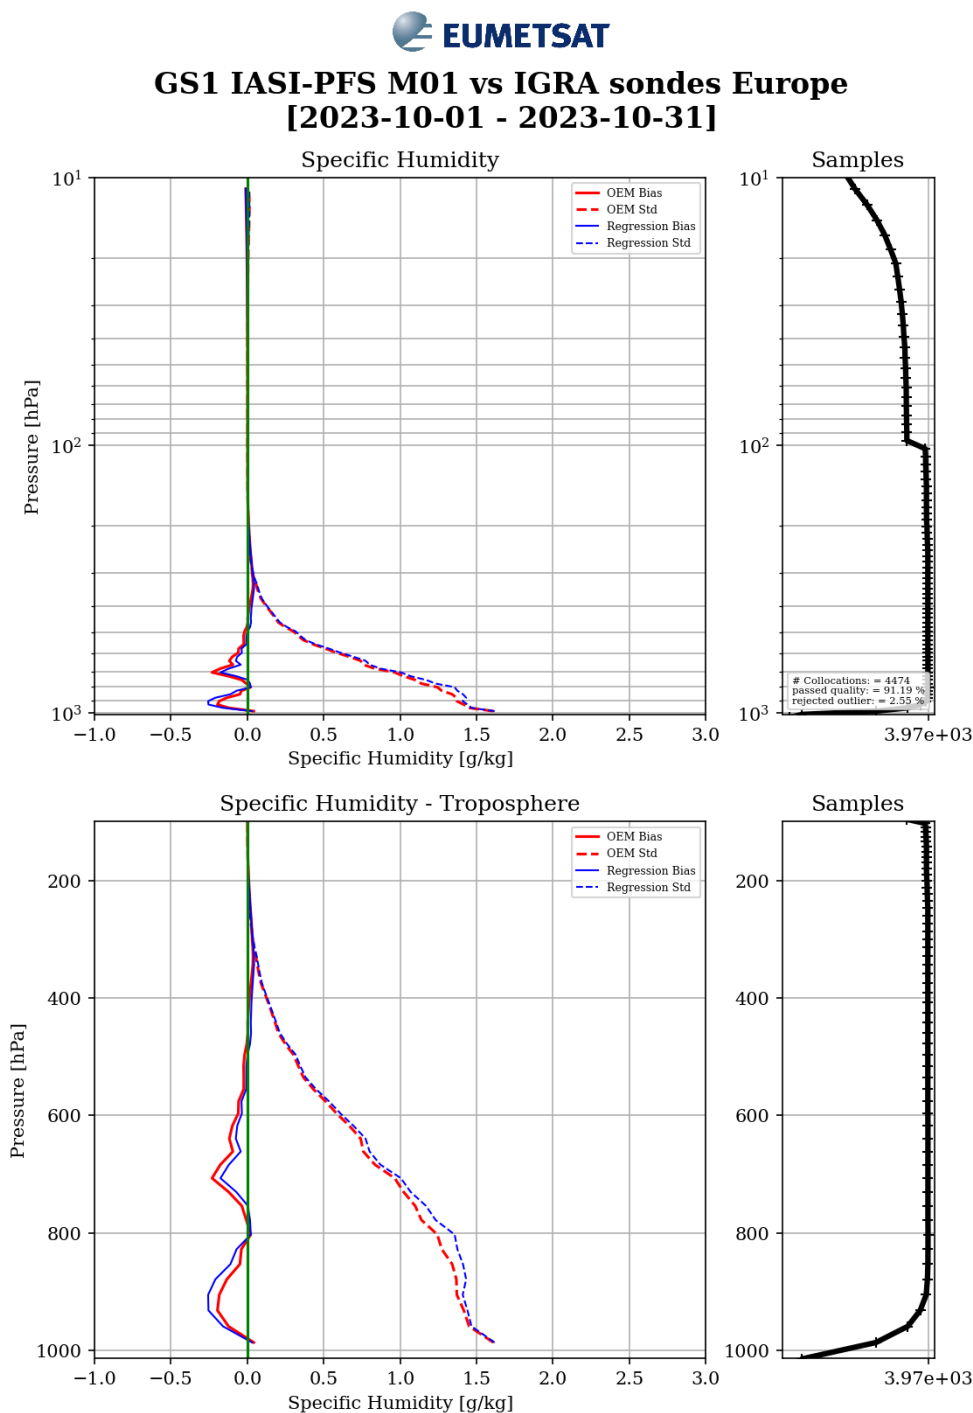 EUMETSAT
GS1 IASI-PFS M01 vs IGRA sondes Europe
[2023-10-01 - 2023-10-31]
Specific Humidity
Samples
10¹
10²
10³
Pressure [hPa]
OEM Bias
OEM Std
Regression Bias
Regression Std
−1.0 −0.5 0.0 0.5 1.0 1.5 2.0 2.5 3.0
Specific Humidity [g/kg]
10¹
10²
10³
# Collocations: = 4474
passed quality: = 91.19 %
rejected outlier: = 2.55 %
3.97e+03
Specific Humidity - Troposphere
Samples
200
400
600
800
1000
Pressure [hPa]
OEM Bias
OEM Std
Regression Bias
Regression Std
−1.0 −0.5 0.0 0.5 1.0 1.5 2.0 2.5 3.0
Specific Humidity [g/kg]
200
400
600
800
1000
3.97e+03